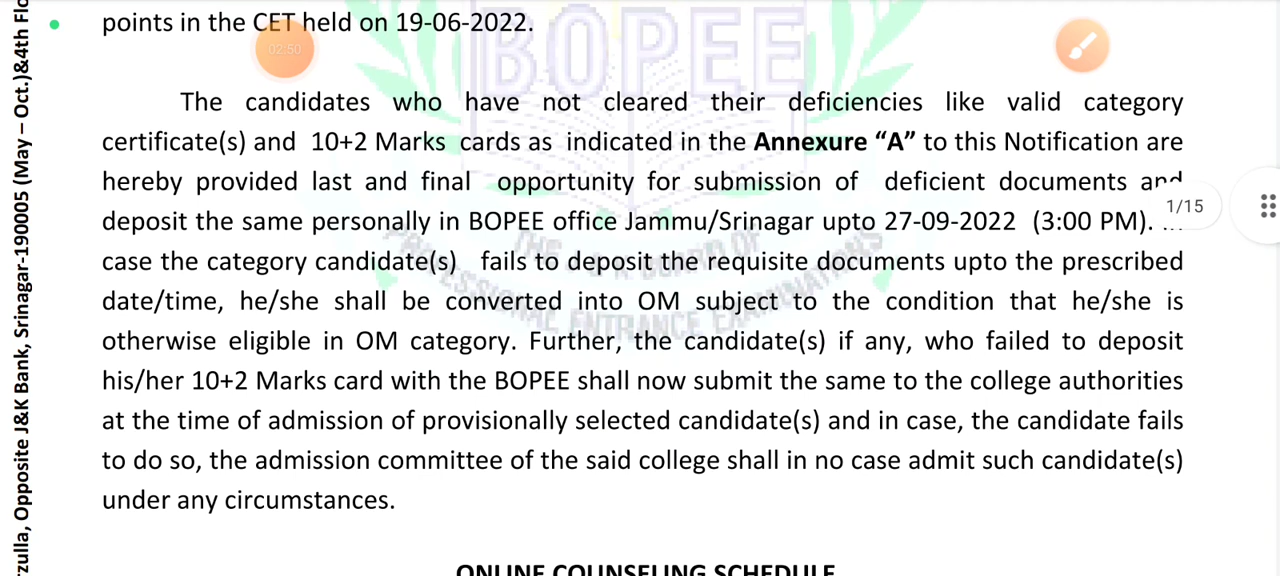 points in the CET held on 19-06-2022.
02:50
BOPEE
The candidates who have not cleared their deficiencies like valid category
certificate(s) and 10+2 Marks cards as indicated in the Annexure “A” to this Notification are
hereby provided last and final opportunity for submission of deficient documents and
1/15
deposit the same personally in BOPEE office Jammu/Srinagar upto 27-09-2022 (3:00 PM).
case the category candidate(s) fails to deposit the requisite documents upto the prescribed
date/time, he/she shall be converted into OM subject to the condition that he/she is
otherwise eligible in OM category. Further, the candidate(s) if any, who failed to deposit
his/her 10+2 Marks card with the BOPEE shall now submit the same to the college authorities
at the time of admission of provisionally selected candidate(s) and in case, the candidate fails
to do so, the admission committee of the said college shall in no case admit such candidate(s)
under any circumstances.
ONLINE COUNSELING SCHEDULE
Opposite J&K Bank, Srinagar-190005 (May – Oct.)&4th